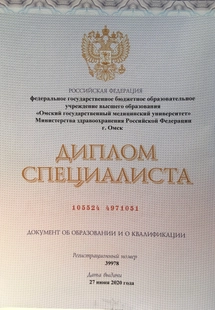 РОССИЙСКАЯ ФЕДЕРАЦИЯ
федеральное государственное бюджетное образовательное
учреждение высшего образования
«Омский государственный медицинский университет»
Министерства здравоохранения Российской Федерации
г. Омск
ДИПЛОМ
СПЕЦИАЛИСТА
105524 4971051
ДОКУМЕНТ ОБ ОБРАЗОВАНИИ И О КВАЛИФИКАЦИИ
Регистрационный номер
39978
Дата выдачи
27 июня 2020 года